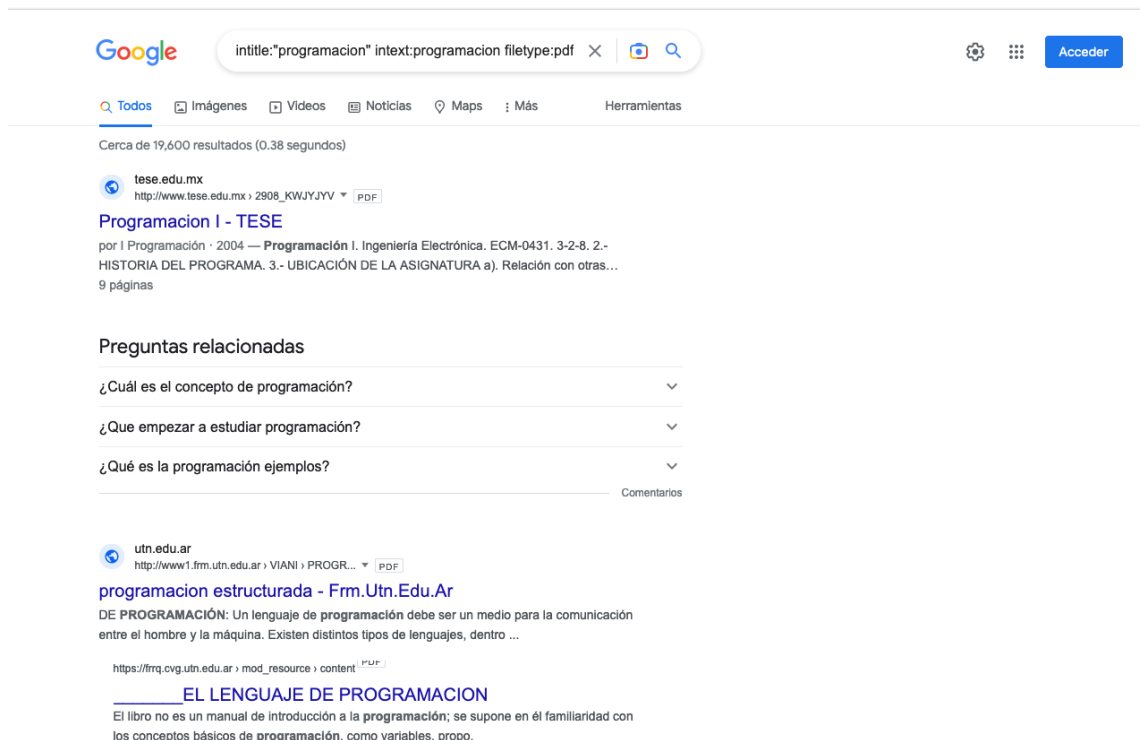 Google
intitle:"programacion" intext:programacion filetype:pdf
Acceder
Todos Imágenes Videos Noticias Maps Más Herramientas
Cerca de 19,600 resultados (0.38 segundos)
tese.edu.mx
http://www.tese.edu.mx › 2908_KWJYJYV PDF
Programacion I - TESE
por I Programación · 2004 — Programación I. Ingeniería Electrónica. ECM-0431. 3-2-8. 2.-
HISTORIA DEL PROGRAMA. 3.- UBICACIÓN DE LA ASIGNATURA a). Relación con otras…
9 páginas
Preguntas relacionadas
¿Cuál es el concepto de programación?
¿Que empezar a estudiar programación?
¿Qué es la programación ejemplos?
Comentarios
utn.edu.ar
http://www1.frm.utn.edu.ar › VIANI › PROGR... PDF
programacion estructurada - Frm.Utn.Edu.Ar
DE PROGRAMACIÓN: Un lenguaje de programación debe ser un medio para la comunicación
entre el hombre y la máquina. Existen distintos tipos de lenguajes, dentro ...
https://frrq.cvg.utn.edu.ar › mod_resource › content PDF
_______EL LENGUAJE DE PROGRAMACION
El libro no es un manual de introducción a la programación; se supone en él familiaridad con
los conceptos básicos de programación, como variables, propo.